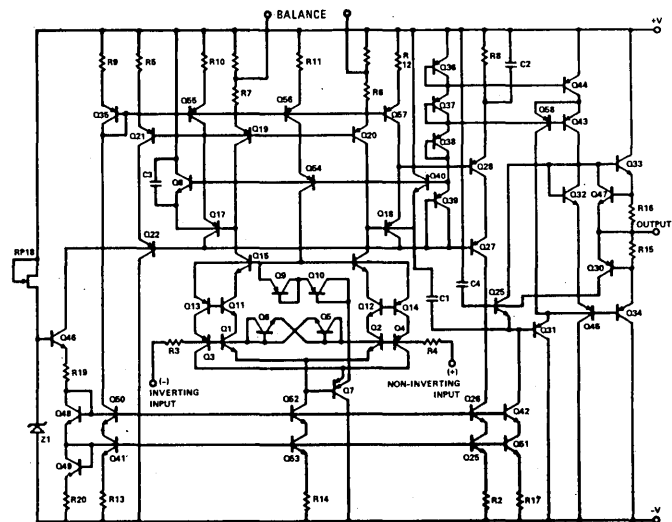 BALANCE
+V
R9
R5
R10
R11
R
12
R8
C2
Q36
Q44
R7
R6
Q37
Q35
Q55
Q56
Q57
Q58
Q43
Q21
Q19
Q20
Q38
Q33
C3
Q8
Q54
Q40
Q28
Q32
Q47
R16
Q39
Q17
Q18
OUTPUT
Q22
Q27
R15
RP18
Q15
Q9
Q10
C1
C4
Q25
Q30
Q13
Q11
Q12
Q14
Q6
Q5
Q46
Q1
Q2
Q4
Q31
Q45
Q34
R3
Q3
R4
R19
(-)
INVERTING
INPUT
Q7
(+)
NON-INVERTING
INPUT
Q48
Q50
Q52
Q26
Q42
Z1
Q49
Q41
Q53
Q25
Q51
R20
R13
R14
R2
R17
-V